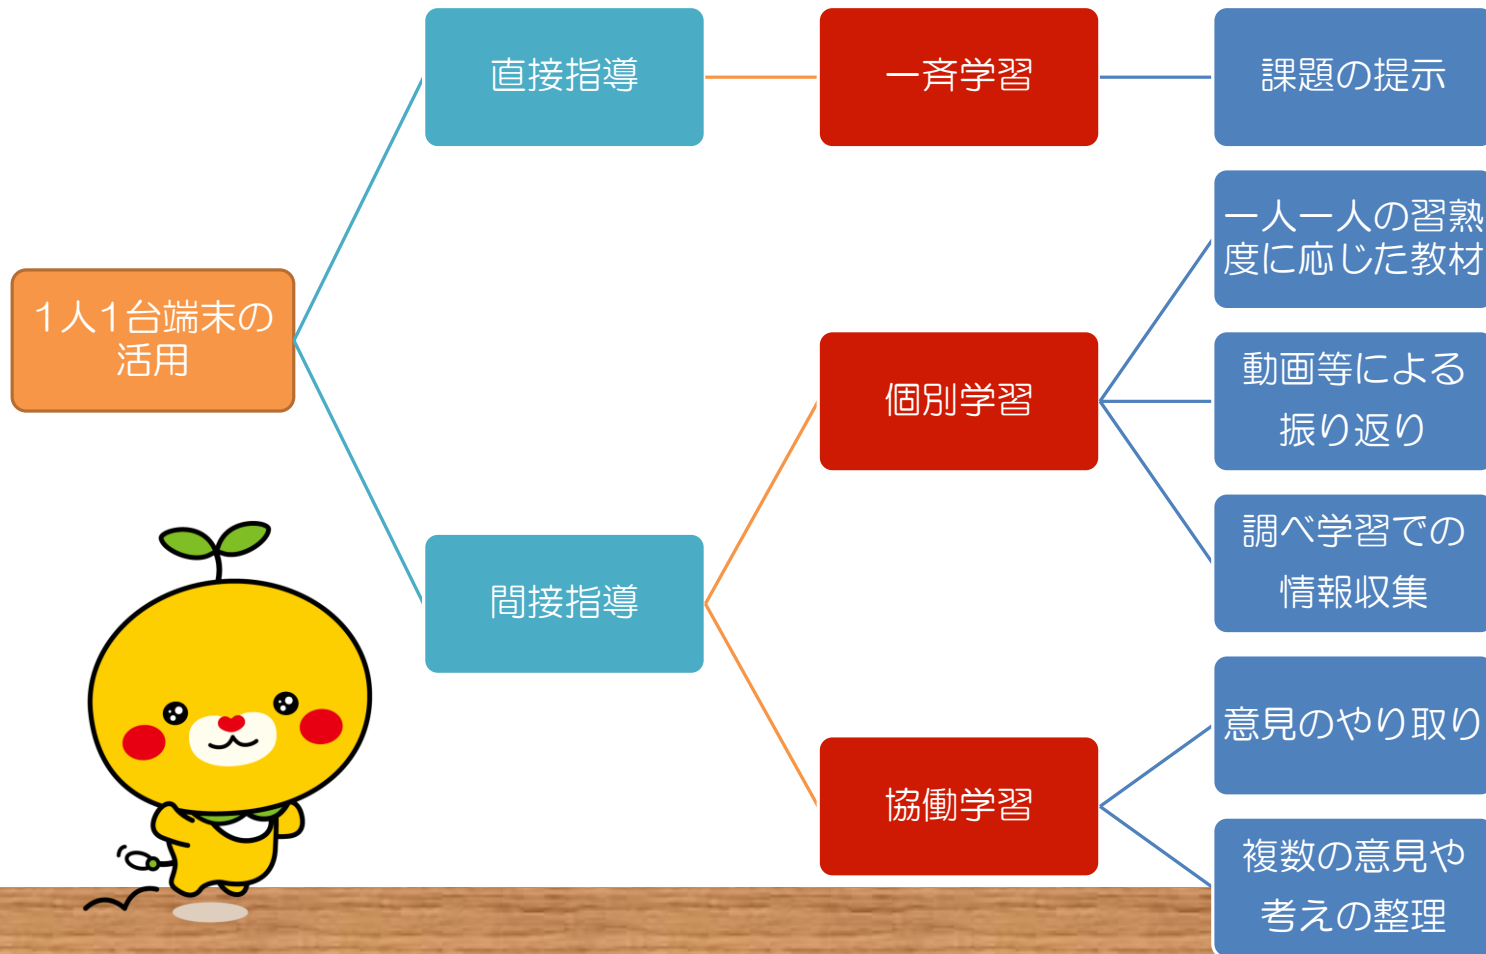 直接指導
一斉学習
課題の提示
一人一人の習熟
度に応じた教材
1人1台端末の
活用
個別学習
動画等による
振り返り
調べ学習での
情報収集
間接指導
意見のやり取り
協働学習
複数の意見や
考えの整理